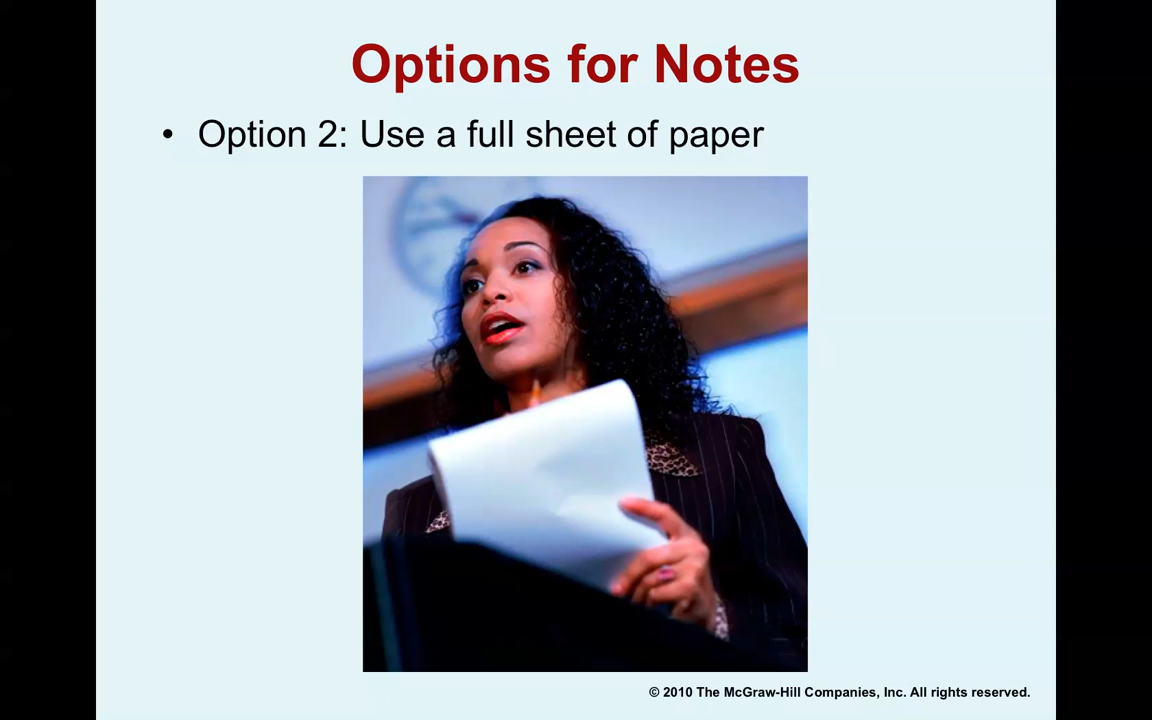 Options for Notes
• Option 2: Use a full sheet of paper
© 2010 The McGraw-Hill Companies, Inc. All rights reserved.